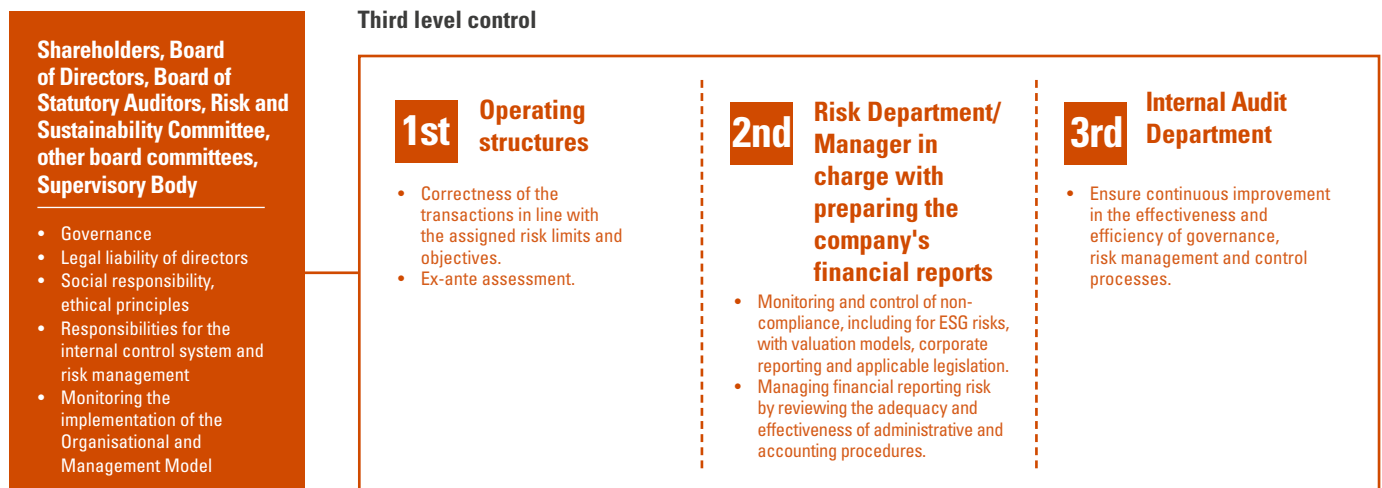 Third level control
Shareholders, Board
of Directors, Board of
Statutory Auditors, Risk and
Sustainability Committee,
other board committees,
Supervisory Body
• Governance
• Legal liability of directors
• Social responsibility,
ethical principles
• Responsibilities for the
internal control system and
risk management
• Monitoring the
implementation of the
Organisational and
Management Model
1st
Operating
structures
• Correctness of the
transactions in line with
the assigned risk limits and
objectives.
• Ex-ante assessment.
2nd
Risk Department/
Manager in
charge with
preparing the
company's
financial reports
• Monitoring and control of non-
compliance, including for ESG risks,
with valuation models, corporate
reporting and applicable legislation.
• Managing financial reporting risk
by reviewing the adequacy and
effectiveness of administrative and
accounting procedures.
3rd
Internal Audit
Department
• Ensure continuous improvement
in the effectiveness and
efficiency of governance,
risk management and control
processes.